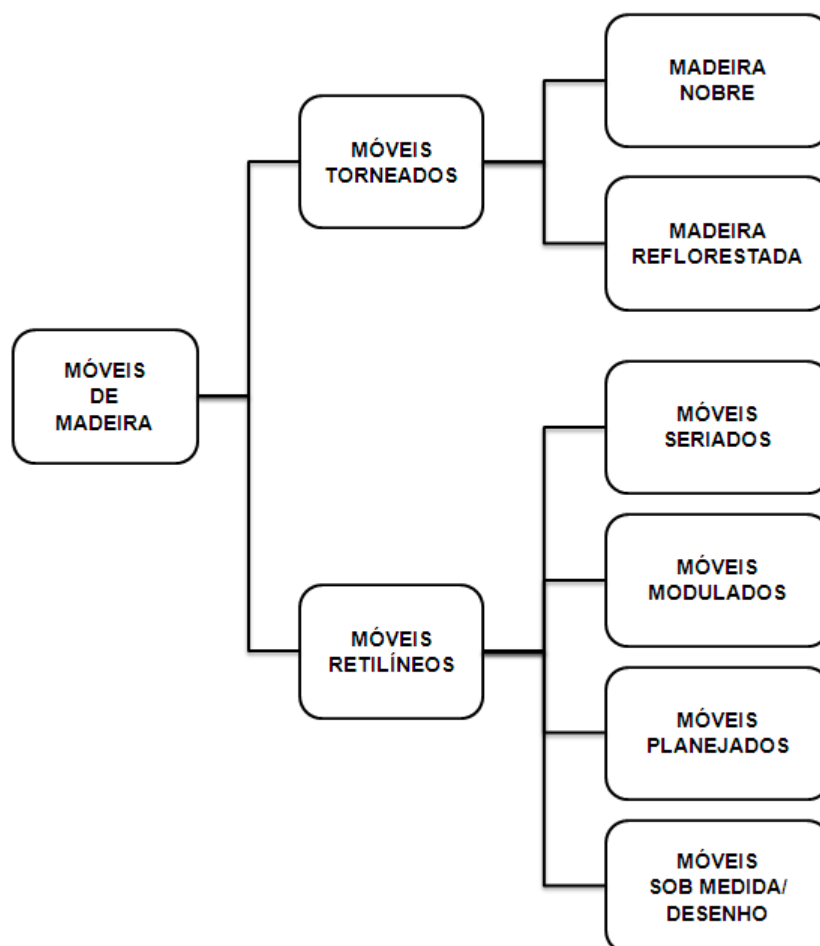 MADEIRA
NOBRE
MÓVEIS
TORNEADOS
MADEIRA
REFLORESTADA
MÓVEIS
DE
MADEIRA
MÓVEIS
SERIADOS
MÓVEIS
MODULADOS
MÓVEIS
RETILÍNEOS
MÓVEIS
PLANEJADOS
MÓVEIS
SOB MEDIDA/
DESENHO